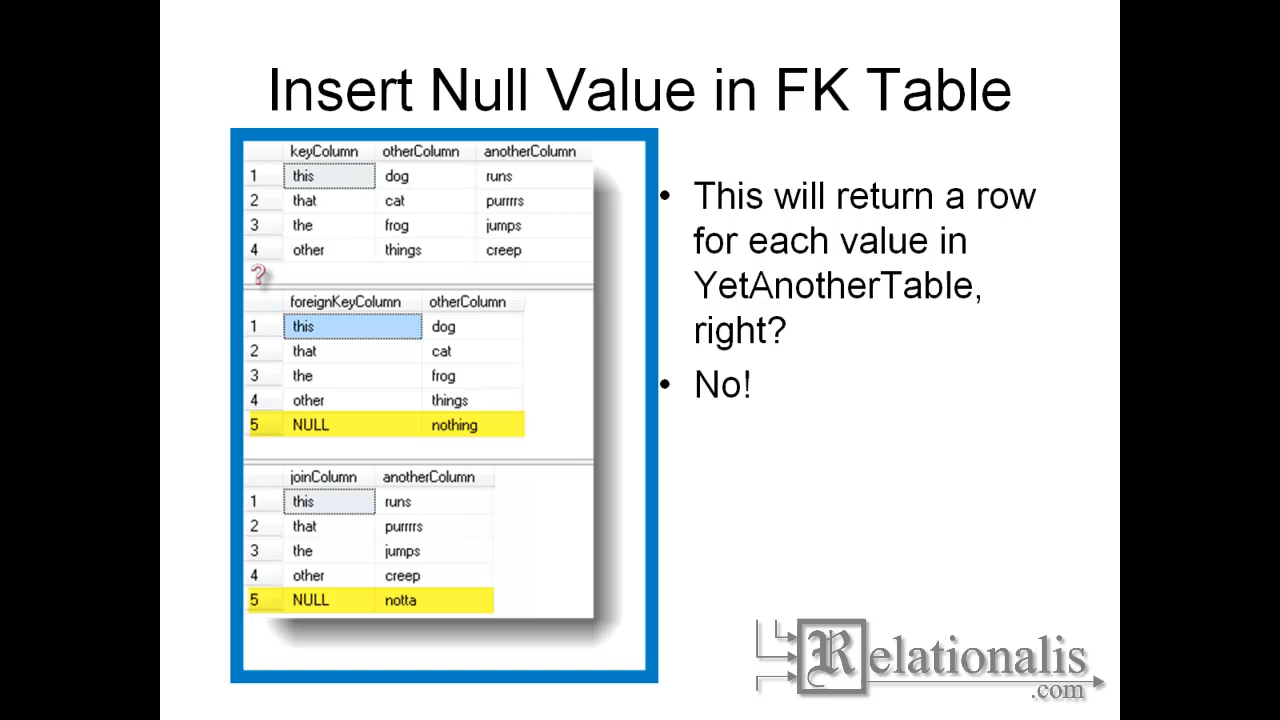 Insert Null Value in FK Table
keyColumn otherColumn anotherColumn
1 this dog runs
2 that cat purrrrs
3 the frog jumps
4 other things creep
?
foreignKeyColumn otherColumn
1 this dog
2 that cat
3 the frog
4 other things
5 NULL nothing
joinColumn anotherColumn
1 this runs
2 that purrrrs
3 the jumps
4 other creep
5 NULL notta
• This will return a row
for each value in
YetAnotherTable,
right?
• No!
Relationalis
.com